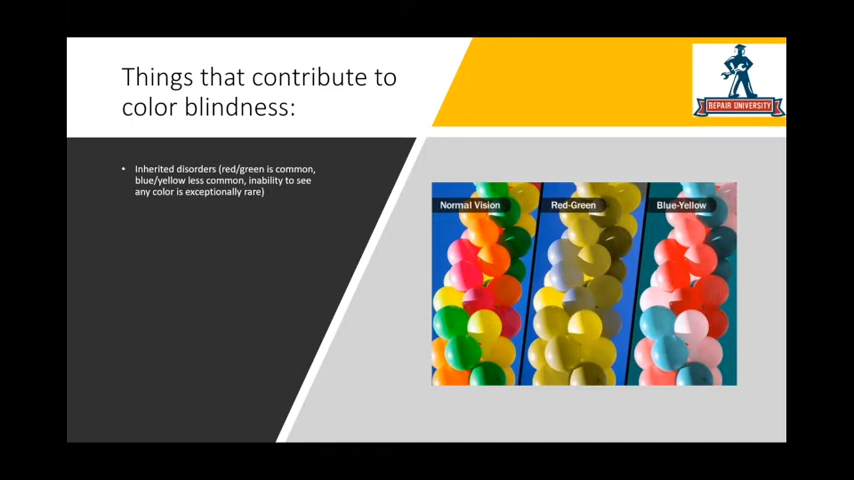 Things that contribute to
color blindness:
REPAIR UNIVERSITY
• Inherited disorders (red/green is common,
blue/yellow less common, inability to see
any color is exceptionally rare)
Normal Vision
Red-Green
Blue-Yellow